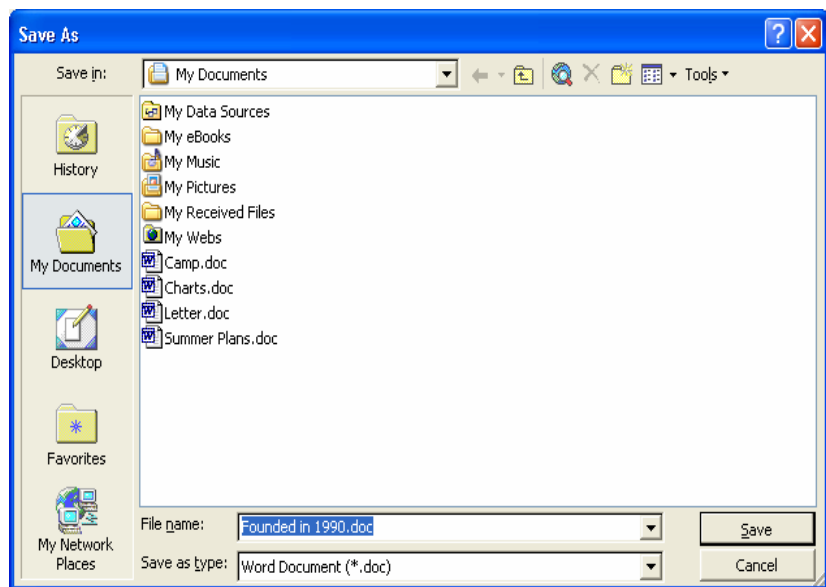 Save As
Save in:
My Documents
Tools
History
My Documents
Desktop
Favorites
My Network
Places
My Data Sources
My eBooks
My Music
My Pictures
My Received Files
My Webs
Camp.doc
Charts.doc
Letter.doc
Summer Plans.doc
File name:
Founded in 1990.doc
Save
Save as type:
Word Document (*.doc)
Cancel